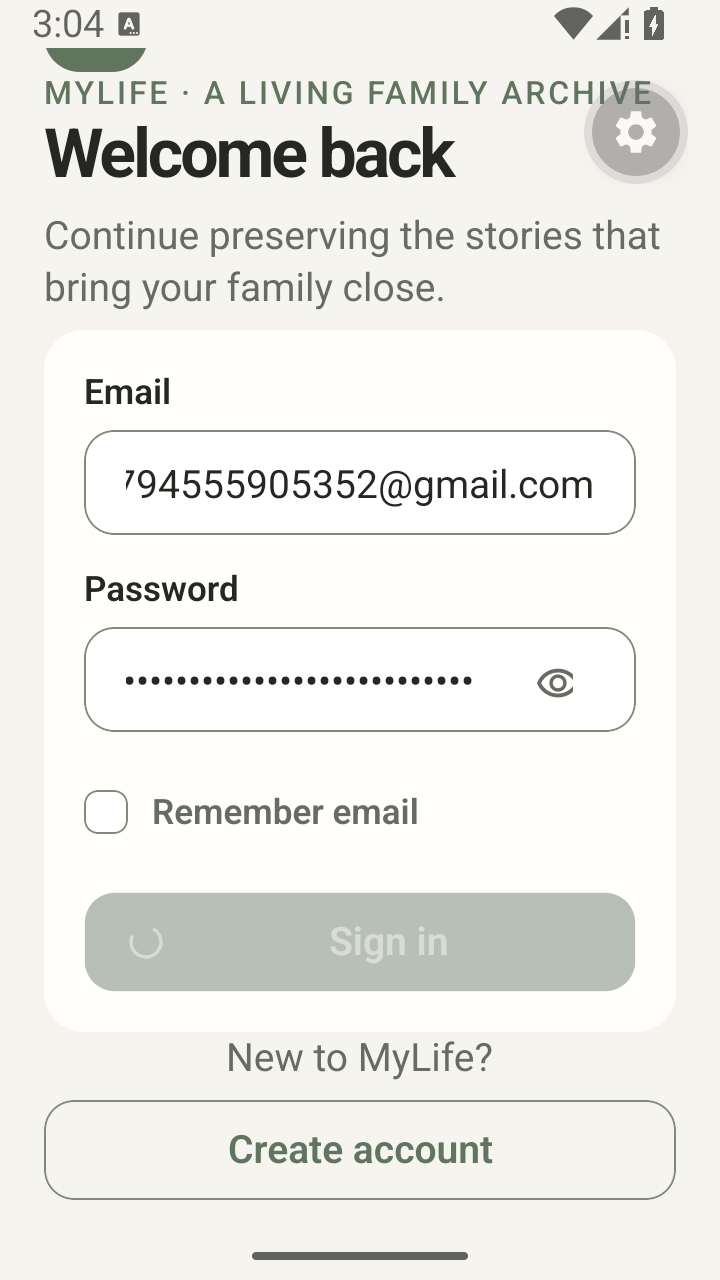 3:04
MYLIFE · A LIVING FAMILY ARCHIVE
Welcome back
Continue preserving the stories that
bring your family close.
Email
794555905352@gmail.com
Password
Remember email
Sign in
New to MyLife?
Create account